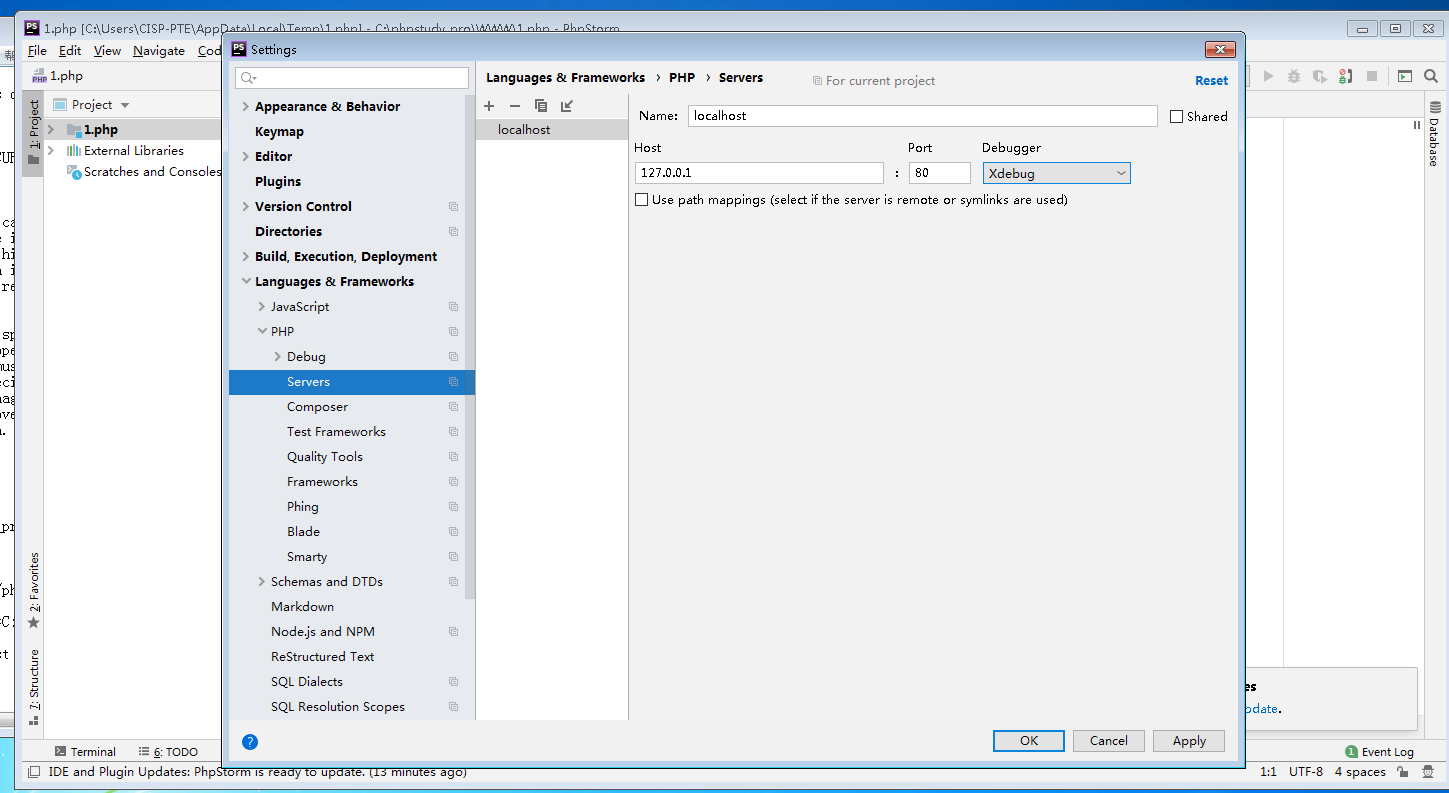 1.php [C:\Users\CISP-PTE\AppData\Local\Temp\1.php] - C:\phpstudy_pro\WWW\1.php - PhpStorm
File Edit View Navigate Cod
1.php
Project
1: Project
1.php
External Libraries
Scratches and Consoles
2: Favorites
7: Structure
Settings
Appearance & Behavior
Keymap
Editor
Plugins
Version Control
Directories
Build, Execution, Deployment
Languages & Frameworks
JavaScript
PHP
Debug
Servers
Composer
Test Frameworks
Quality Tools
Frameworks
Phing
Blade
Smarty
Schemas and DTDs
Markdown
Node.js and NPM
ReStructured Text
SQL Dialects
SQL Resolution Scopes
Languages & Frameworks › PHP › Servers
For current project
Reset
localhost
Name: localhost
Shared
Host Port Debugger
127.0.0.1 : 80 Xdebug
Use path mappings (select if the server is remote or symlinks are used)
? OK Cancel Apply
Database
es
pdate.
Terminal 6: TODO
1 Event Log
IDE and Plugin Updates: PhpStorm is ready to update. (13 minutes ago)
1:1 UTF-8 4 spaces